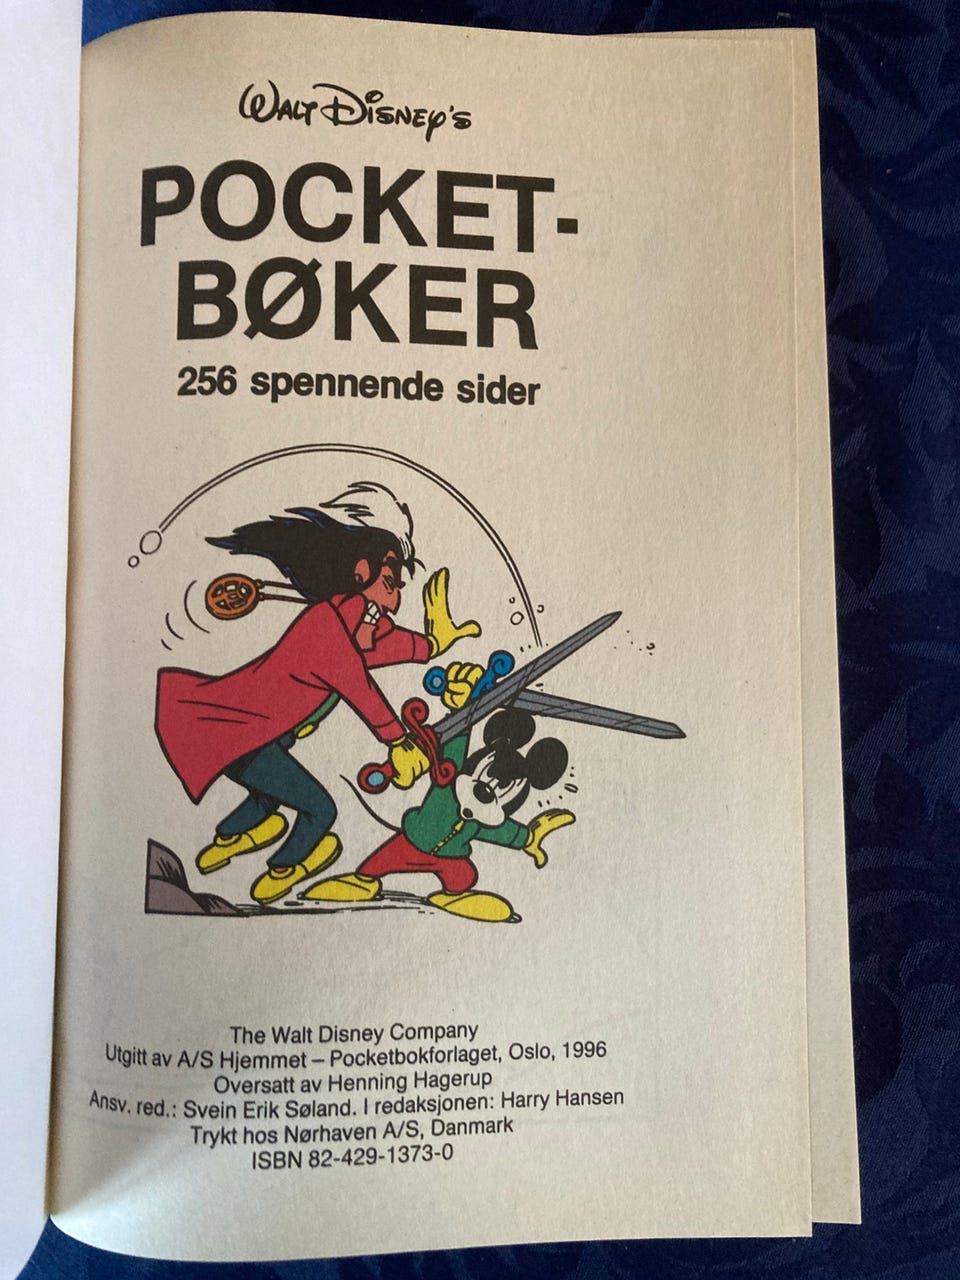 Walt Disney's
POCKET-
BØKER
256 spennende sider
The Walt Disney Company
Utgitt av A/S Hjemmet – Pocketbokforlaget, Oslo, 1996
Oversatt av Henning Hagerup
Ansv. red.: Svein Erik Søland. I redaksjonen: Harry Hansen
Trykt hos Nørhaven A/S, Danmark
ISBN 82-429-1373-0